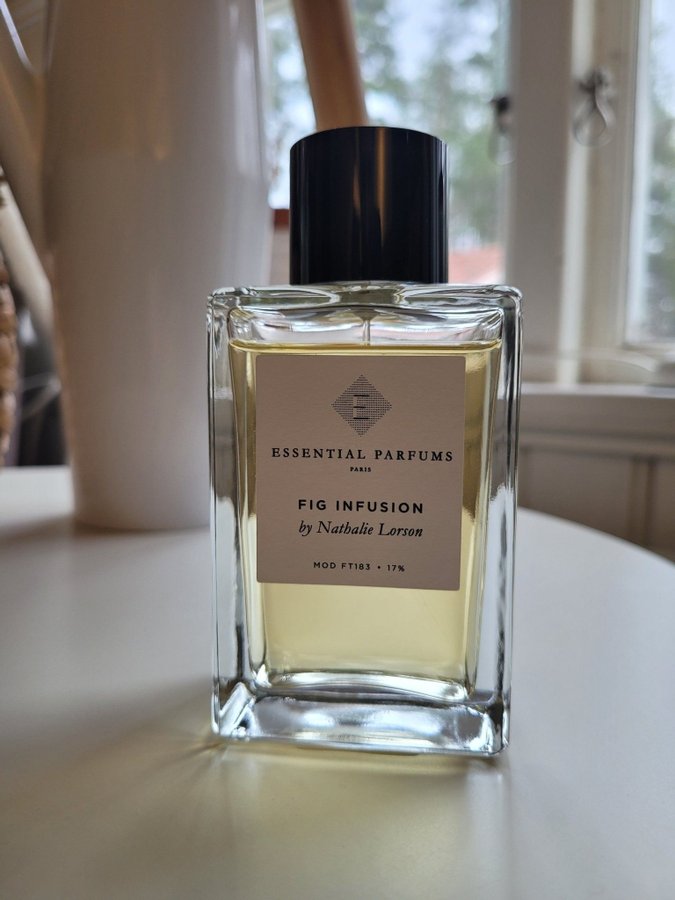 E
ESSENTIAL PARFUMS
PARIS
FIG INFUSION
by Nathalie Lorson
MOD FT183 • 17%